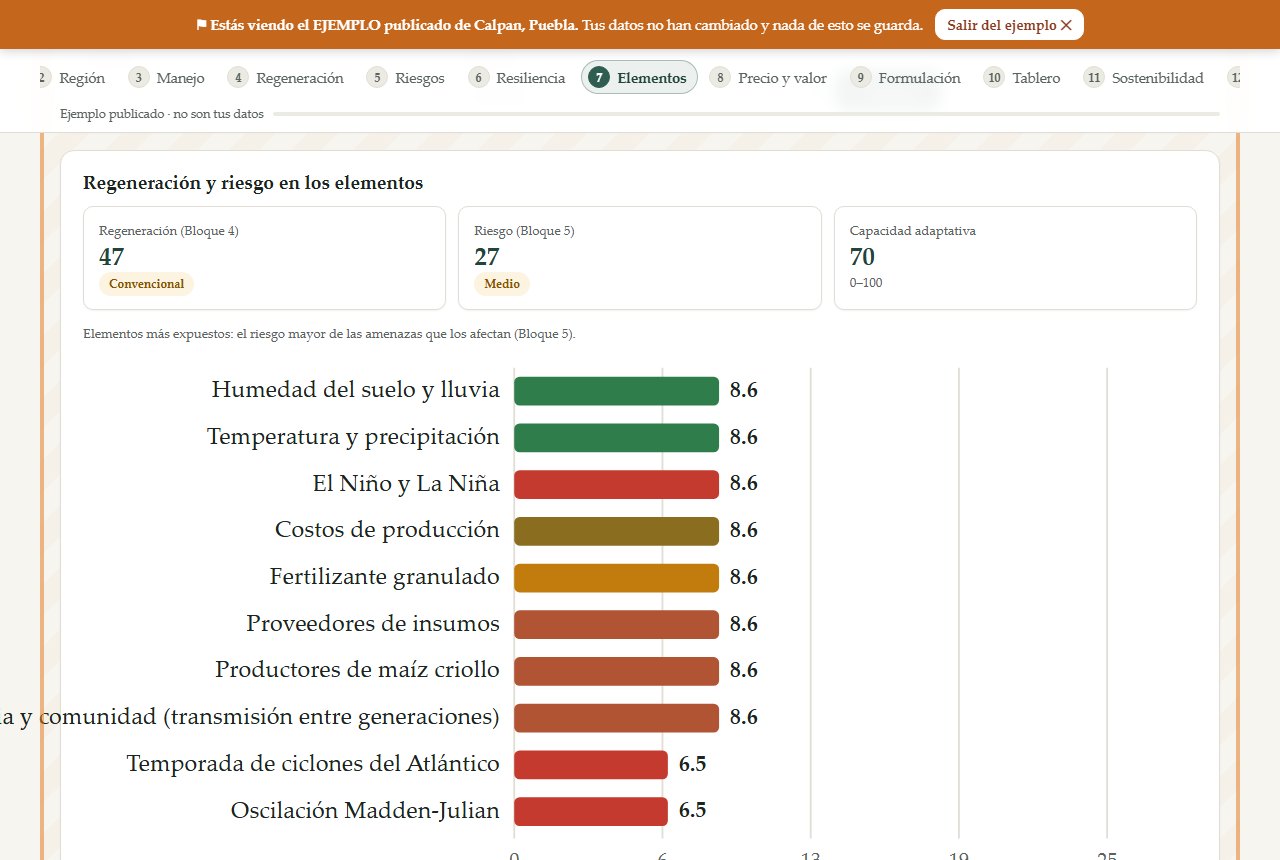 ⚑ Estás viendo el EJEMPLO publicado de Calpan, Puebla. Tus datos no han cambiado y nada de esto se guarda. Salir del ejemplo ✕
2 Región 3 Manejo 4 Regeneración 5 Riesgos 6 Resiliencia 7 Elementos 8 Precio y valor 9 Formulación 10 Tablero 11 Sostenibilidad 12
Ejemplo publicado · no son tus datos
Regeneración y riesgo en los elementos
Regeneración (Bloque 4) Riesgo (Bloque 5) Capacidad adaptativa
47 27 70
Convencional Medio 0–100
Elementos más expuestos: el riesgo mayor de las amenazas que los afectan (Bloque 5).
Humedad del suelo y lluvia 8.6
Temperatura y precipitación 8.6
El Niño y La Niña 8.6
Costos de producción 8.6
Fertilizante granulado 8.6
Proveedores de insumos 8.6
Productores de maíz criollo 8.6
y comunidad (transmisión entre generaciones) 8.6
Temporada de ciclones del Atlántico 6.5
Oscilación Madden-Julian 6.5
0 6 13 19 25